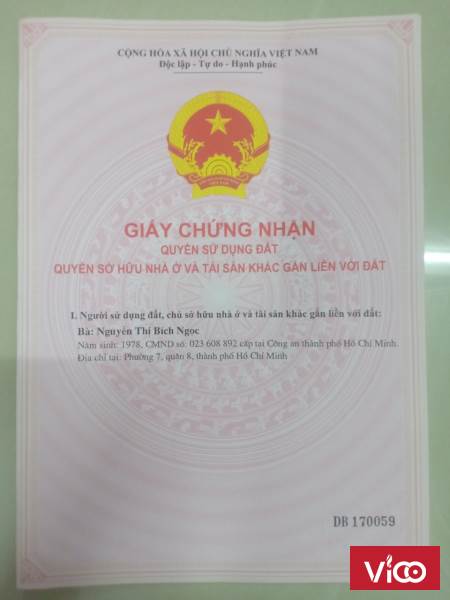 CỘNG HÒA XÃ HỘI CHỦ NGHĨA VIỆT NAM
Độc lập - Tự do - Hạnh phúc
VIỆT NAM
GIẤY CHỨNG NHẬN
QUYỀN SỬ DỤNG ĐẤT
QUYỀN SỞ HỮU NHÀ Ở VÀ TÀI SẢN KHÁC GẮN LIỀN VỚI ĐẤT
I. Người sử dụng đất, chủ sở hữu nhà ở và tài sản khác gắn liền với đất:
Bà: Nguyễn Thị Bích Ngọc
Năm sinh: 1978, CMND số: 023 608 892 cấp tại Công an thành phố Hồ Chí Minh.
Địa chỉ tại: Phường 7, quận 8, thành phố Hồ Chí Minh
DB 170059
VICO